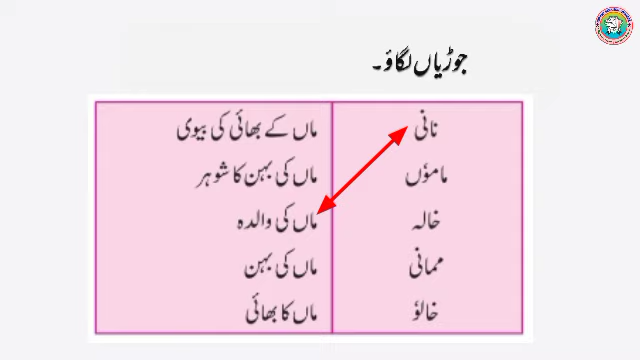 جوڑیاں لگاؤ۔
نانی ماں کے بھائی کی بیوی
ماموٗں ماں کی بہن کا شوہر
خالہ ماں کی والدہ
ممانی ماں کی بہن
خالوٗ ماں کا بھائی